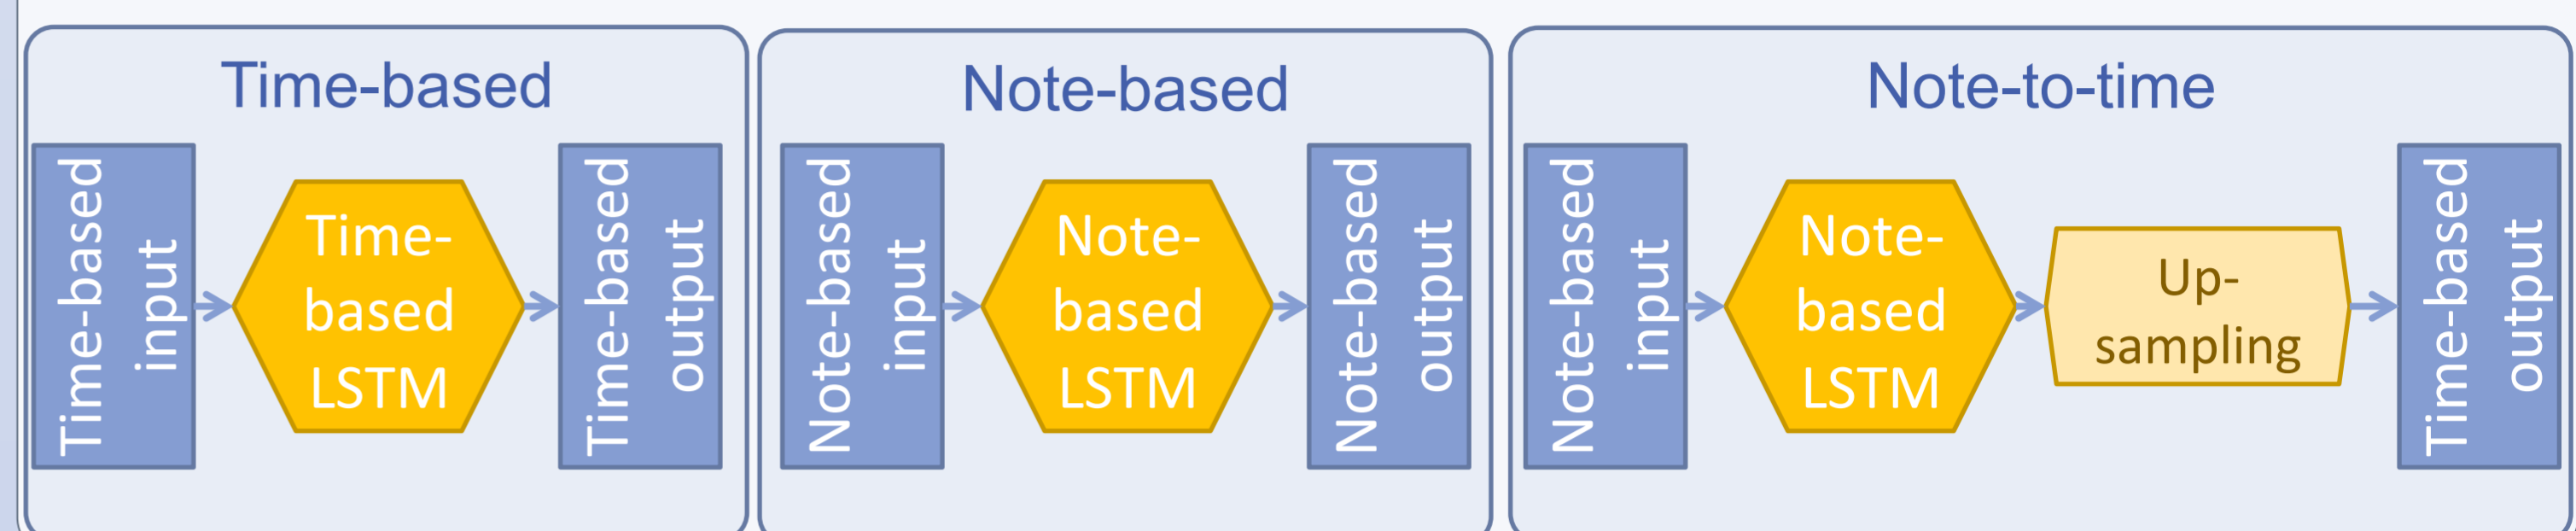 Time-based
Time-based
input
Time-
based
LSTM
Time-based
output
Note-based
Note-based
input
Note-
based
LSTM
Note-based
output
Note-to-time
Note-based
input
Note-
based
LSTM
Up-
sampling
Time-based
output